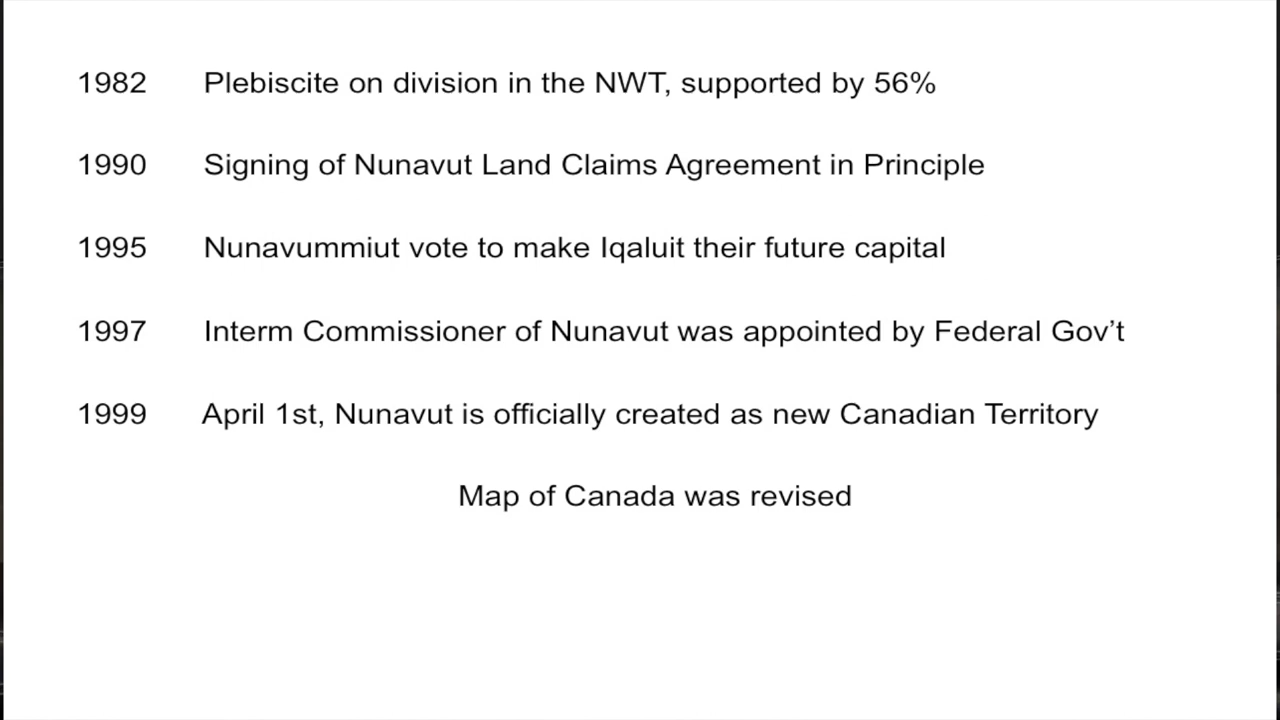 1982 Plebiscite on division in the NWT, supported by 56%
1990 Signing of Nunavut Land Claims Agreement in Principle
1995 Nunavummiut vote to make Iqaluit their future capital
1997 Interm Commissioner of Nunavut was appointed by Federal Gov’t
1999 April 1st, Nunavut is officially created as new Canadian Territory
Map of Canada was revised